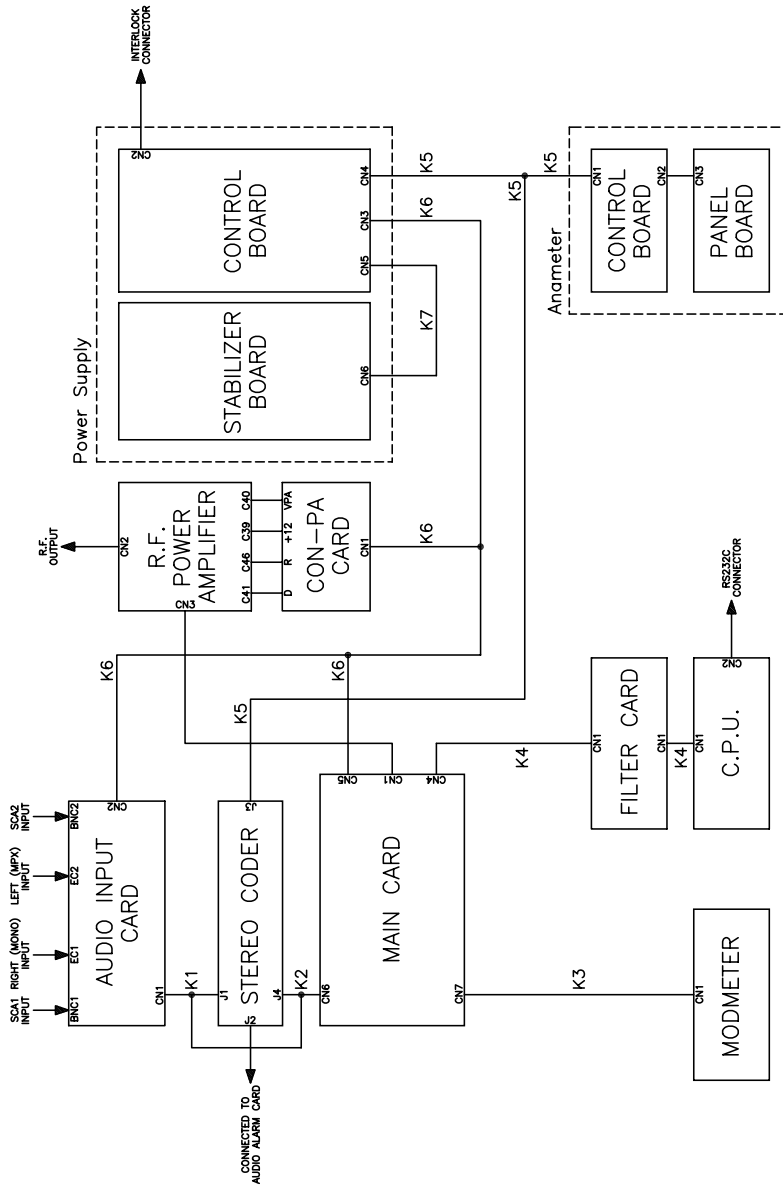 SCA1
INPUT
RIGHT (MONO)
INPUT
LEFT (MPX)
INPUT
SCA2
INPUT
BNC1
EC1
EC2
BNC2
AUDIO INPUT
CARD
CN1
CN2
K1
K6
J1
J3
STEREO CODER
J2
J4
K5
K2
CONNECTED TO
AUDIO ALARM CARD
CN6
CN5
MAIN CARD
CN1
CN4
CN7
K6
K4
K3
CN1
MODMETER
CN1
FILTER CARD
CN1
K4
CN1
C.P.U.
CN2
RS232C
CONNECTOR
R.F.
OUTPUT
CN2
R.F.
POWER
AMPLIFIER
CN3
C41
C46
C39
C40
D
R
+12
VPA
CON-PA
CARD
CN1
K6
Power Supply
STABILIZER
BOARD
CN6
CONTROL
BOARD
CN2
CN5
CN3
CN4
INTERLOCK
CONNECTOR
K7
K6
K5
K5
K5
Anameter
CN1
CONTROL
BOARD
CN2
CN3
PANEL
BOARD